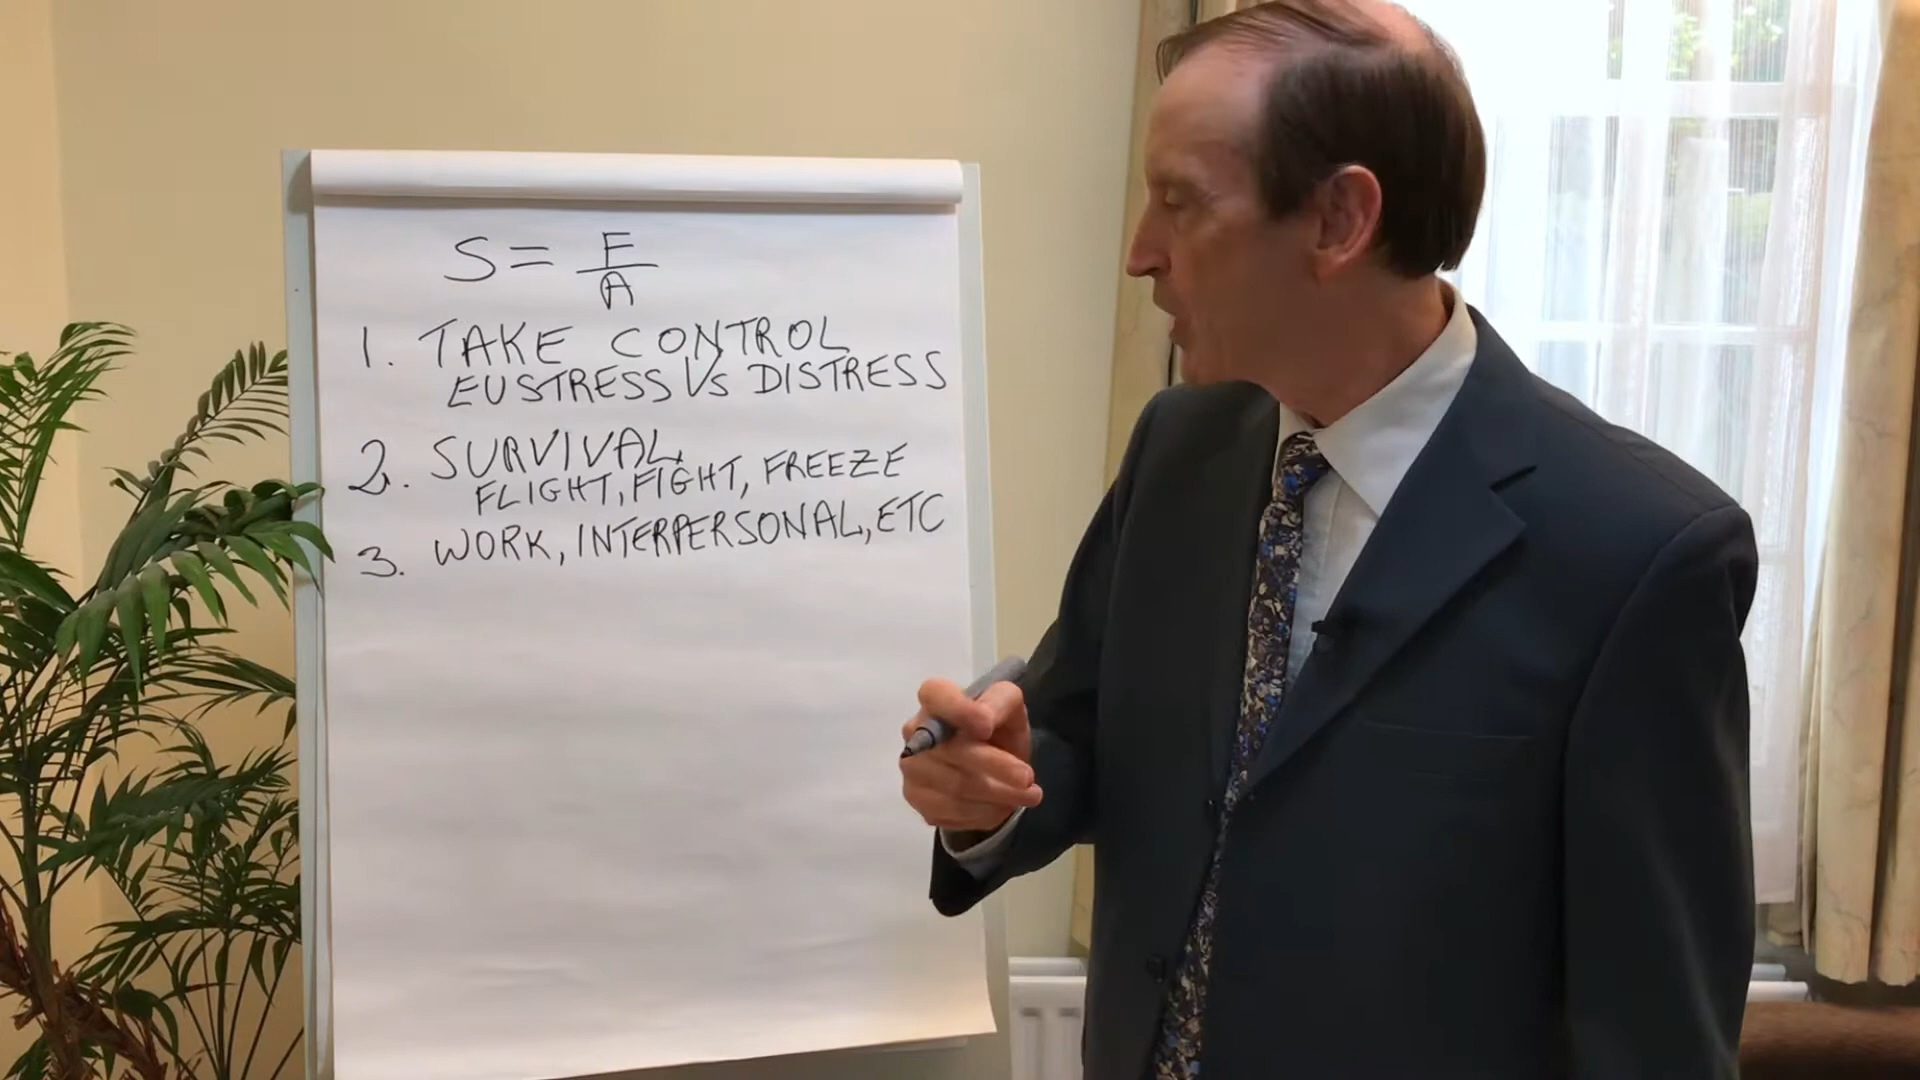 S = F
A
1. TAKE CONTROL
EUSTRESS VS DISTRESS
2. SURVIVAL.
FLIGHT, FIGHT, FREEZE
3. WORK, INTERPERSONAL, ETC